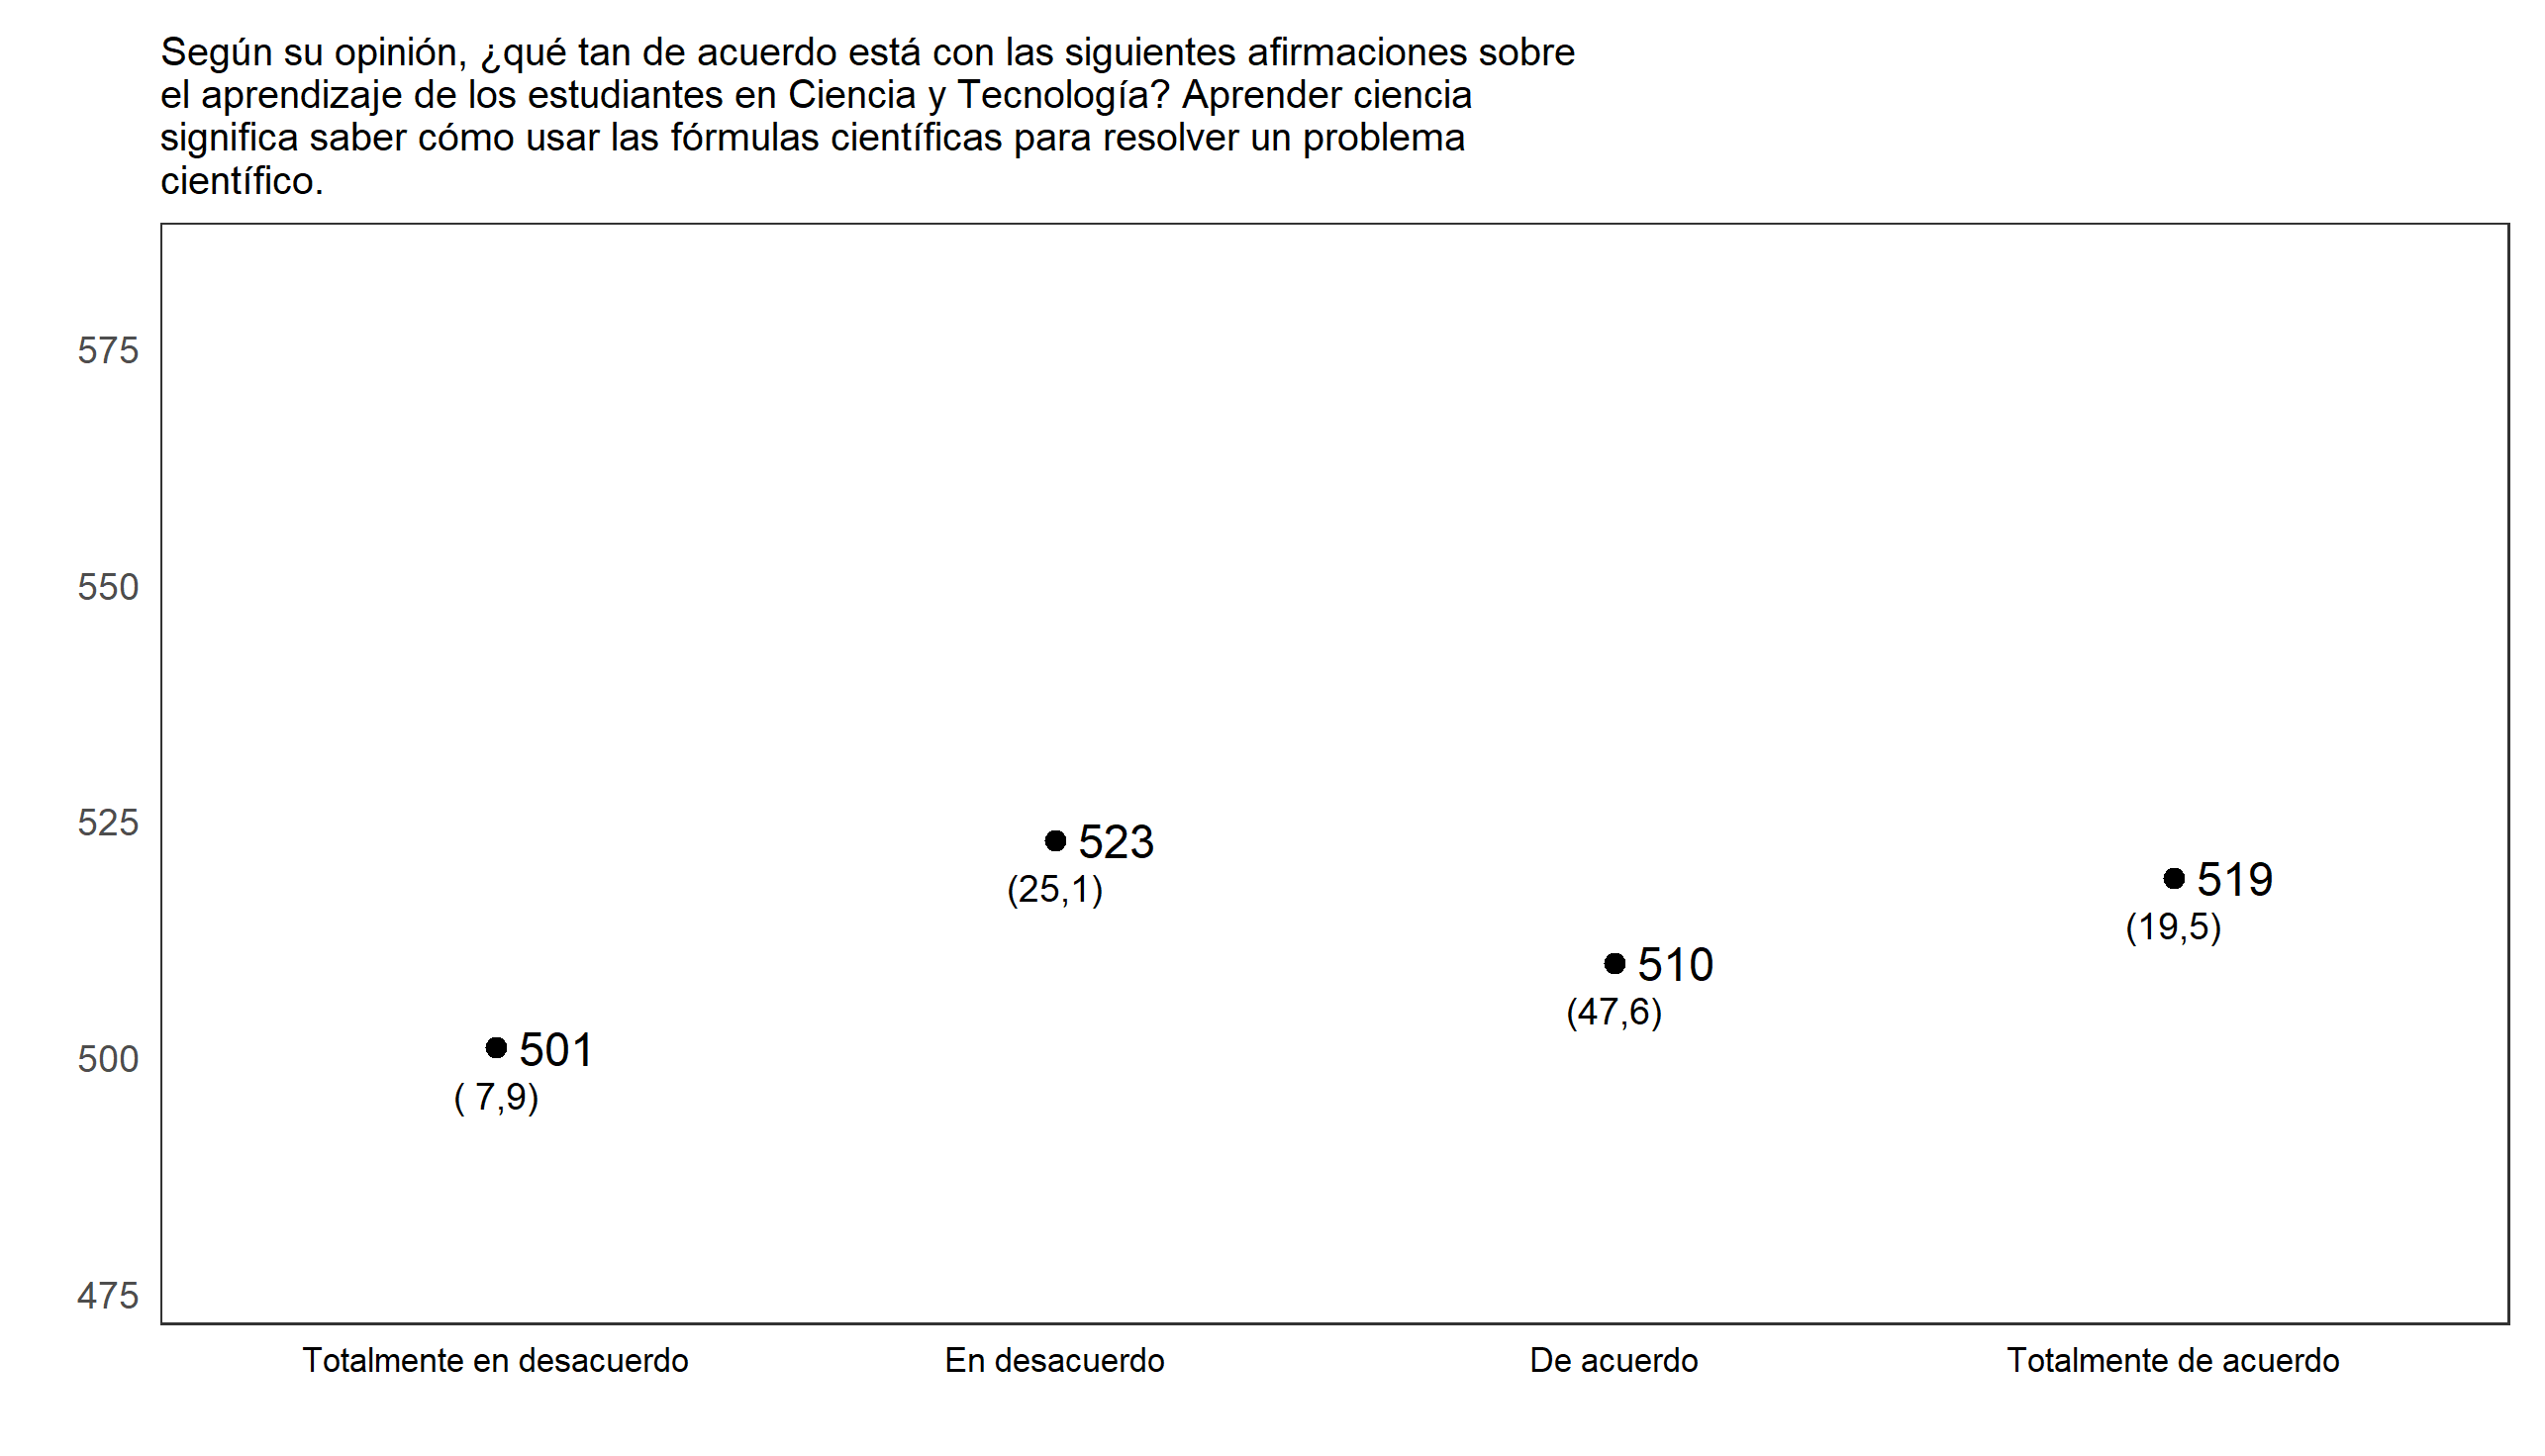 Según su opinión, ¿qué tan de acuerdo está con las siguientes afirmaciones sobre
el aprendizaje de los estudiantes en Ciencia y Tecnología? Aprender ciencia
significa saber cómo usar las fórmulas científicas para resolver un problema
científico.
575
550
525
500
475
501
( 7,9)
523
(25,1)
510
(47,6)
519
(19,5)
Totalmente en desacuerdo
En desacuerdo
De acuerdo
Totalmente de acuerdo